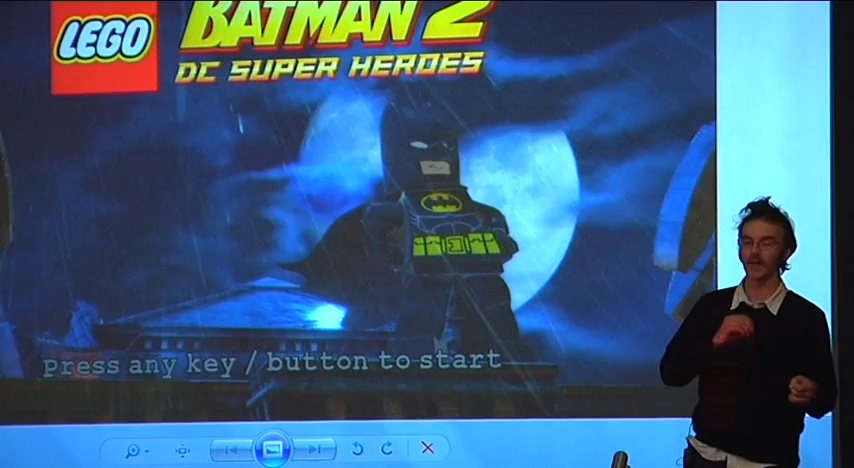 LEGO
BATMAN 2
DC SUPER HEROES
Press any key / button to start